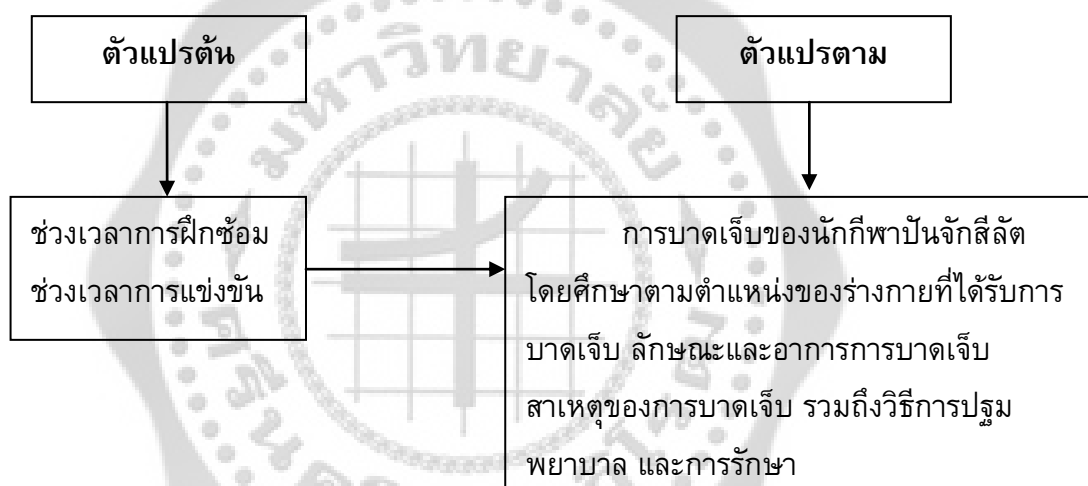 ตัวแปรต้น
ตัวแปรตาม
ช่วงเวลาการฝึกซ้อม
ช่วงเวลาการแข่งขัน
การบาดเจ็บของนักกีฬาปันจักสีลัต
โดยศึกษาตามตำแหน่งของร่างกายที่ได้รับการ
บาดเจ็บ ลักษณะและอาการการบาดเจ็บ
สาเหตุของการบาดเจ็บ รวมถึงวิธีการปฐม
พยาบาล และการรักษา
มหาวิทยาลัย